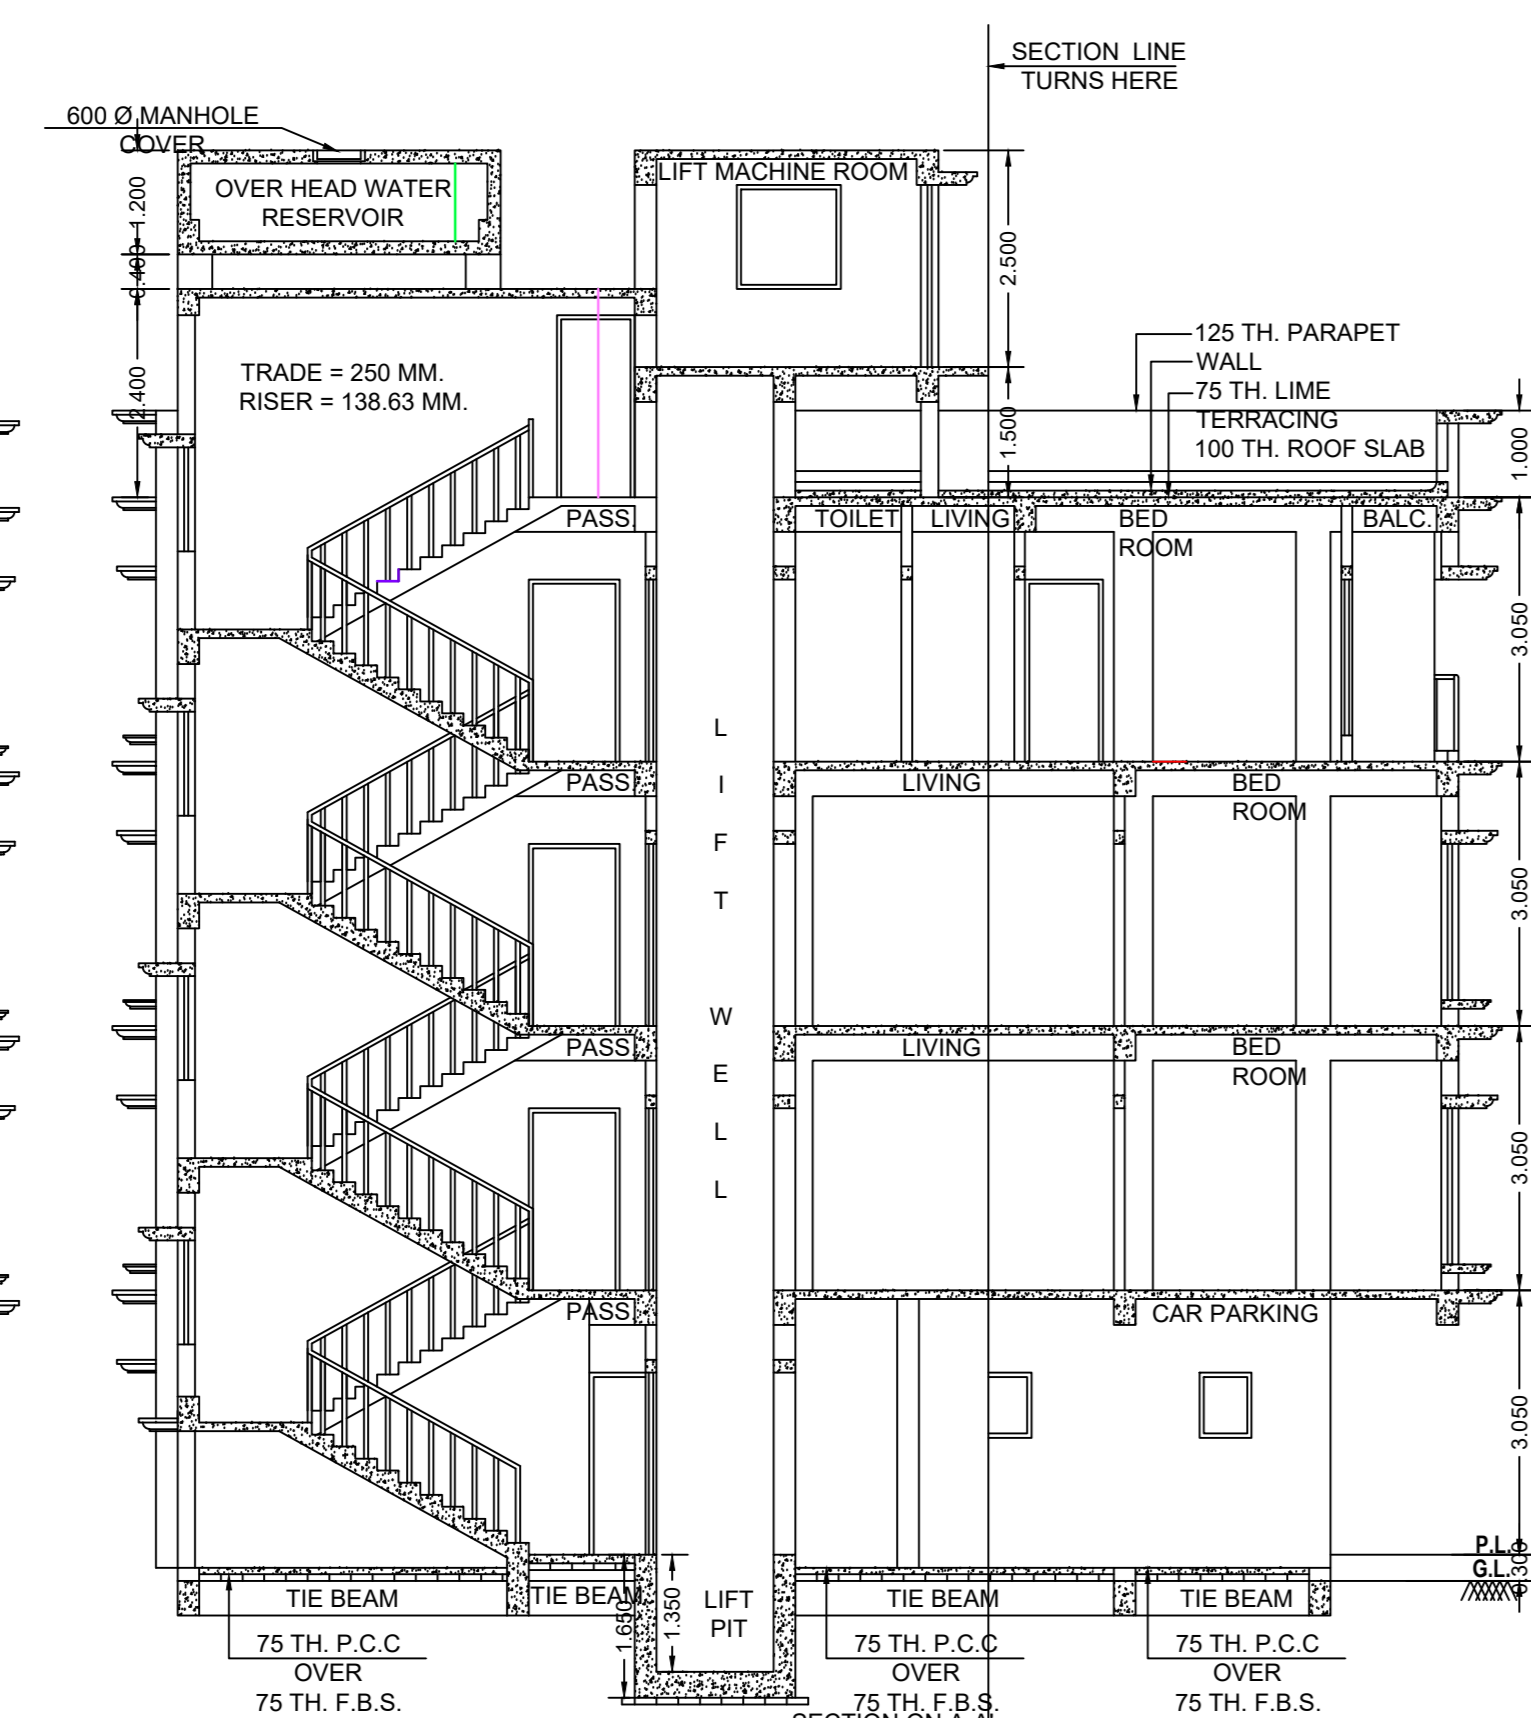 SECTION LINE
TURNS HERE
600 Ø MANHOLE
COVER
OVER HEAD WATER
RESERVOIR
LIFT MACHINE ROOM
1.200
0.400
2.400
2.500
1.500
TRADE = 250 MM.
RISER = 138.63 MM.
125 TH. PARAPET
WALL
75 TH. LIME
TERRACING
100 TH. ROOF SLAB
1.000
PASS.
TOILET
LIVING
BED
ROOM
BALC.
3.050
L
I
F
T
W
E
L
L
PASS.
LIVING
BED
ROOM
3.050
PASS.
LIVING
BED
ROOM
3.050
PASS.
CAR PARKING
3.050
P.L.
G.L.
0.300
TIE BEAM
TIE BEAM
1.650
1.350
LIFT
PIT
TIE BEAM
TIE BEAM
75 TH. P.C.C
OVER
75 TH. F.B.S.
75 TH. P.C.C
OVER
75 TH. F.B.S.
75 TH. P.C.C
OVER
75 TH. F.B.S.